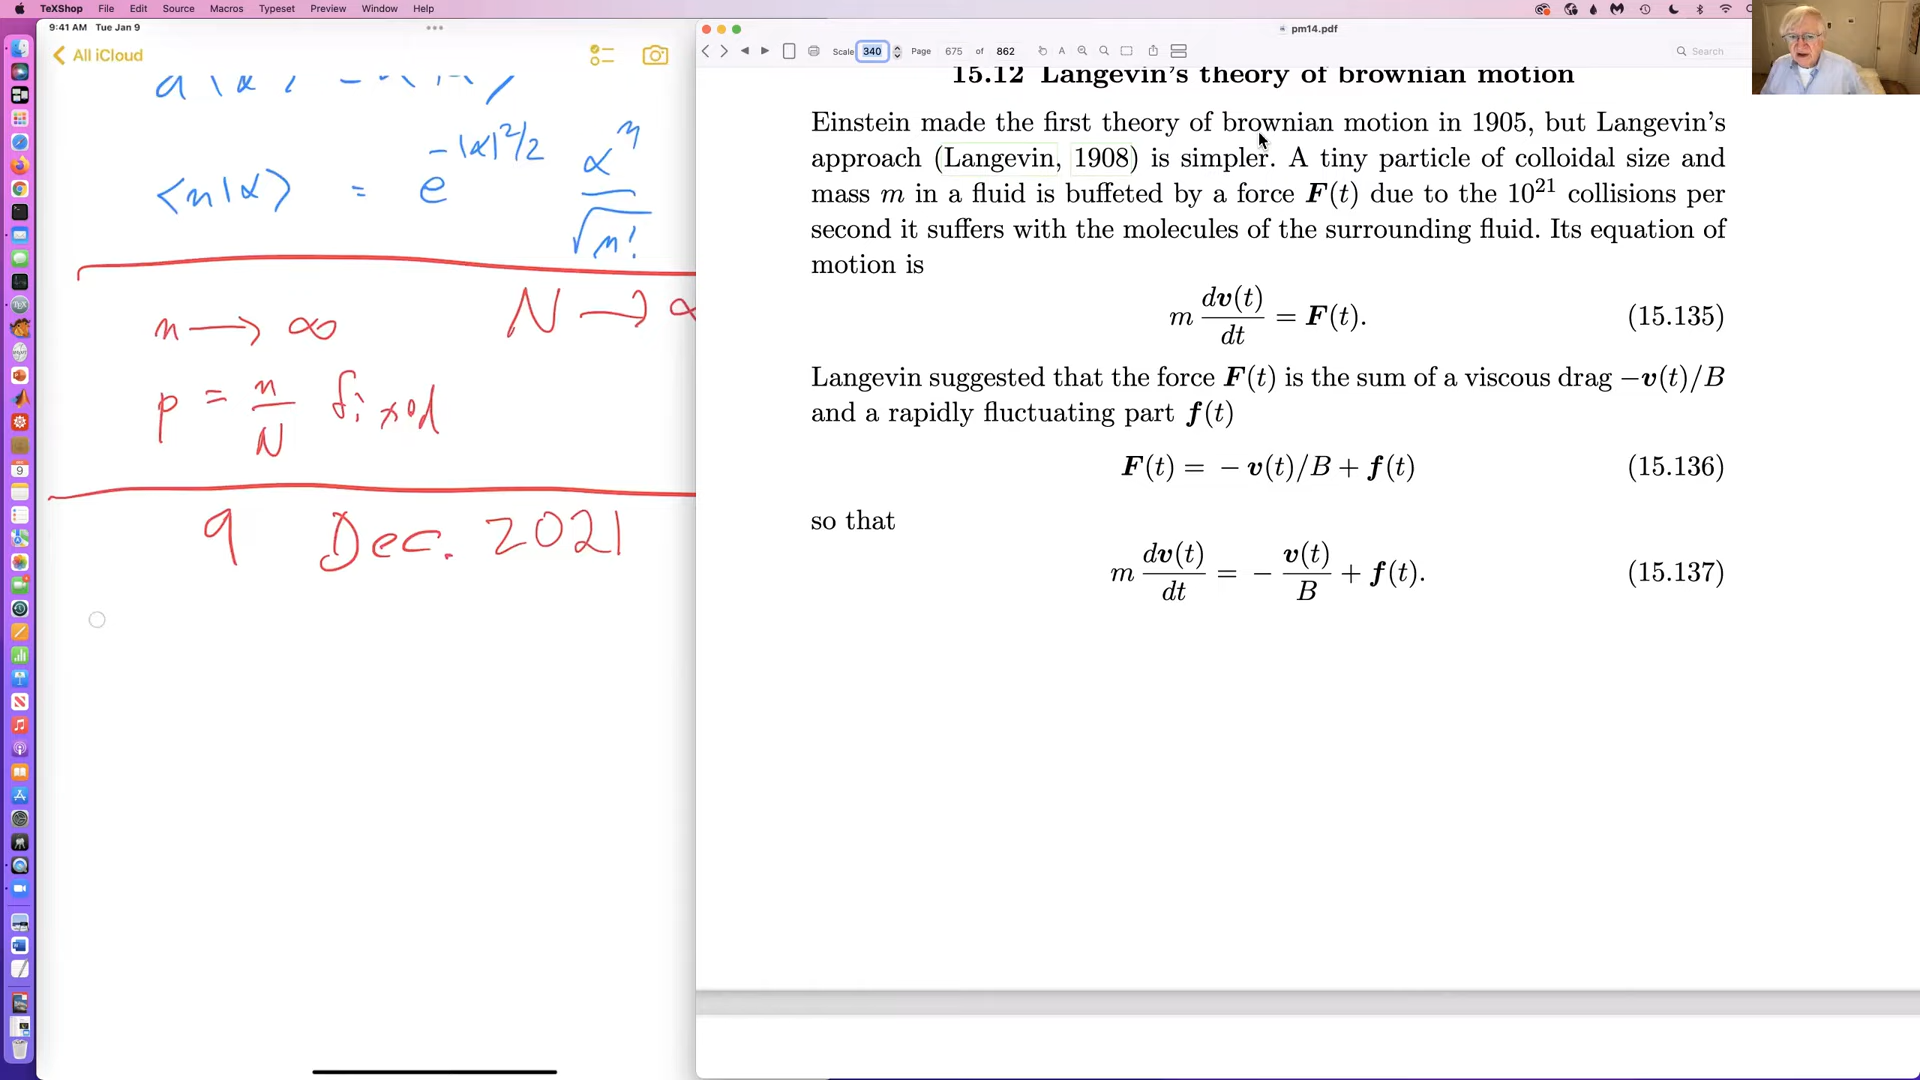 TeXShop File Edit Source Macros Typeset Preview Window Help
9:41 AM Tue Jan 9
All iCloud
⟨n|α⟩ = e^{-|α|²/2} αⁿ/√n!
n → ∞ N → ∞
p = n/N fixed
9 Dec. 2021
pm14.pdf
Scale 340 Page 675 of 862 Search
15.12 Langevin's theory of brownian motion
Einstein made the first theory of brownian motion in 1905, but Langevin's
approach (Langevin, 1908) is simpler. A tiny particle of colloidal size and
mass m in a fluid is buffeted by a force F(t) due to the 10²¹ collisions per
second it suffers with the molecules of the surrounding fluid. Its equation of
motion is
m dv(t)/dt = F(t). (15.135)
Langevin suggested that the force F(t) is the sum of a viscous drag −v(t)/B
and a rapidly fluctuating part f(t)
F(t) = − v(t)/B + f(t) (15.136)
so that
m dv(t)/dt = − v(t)/B + f(t). (15.137)